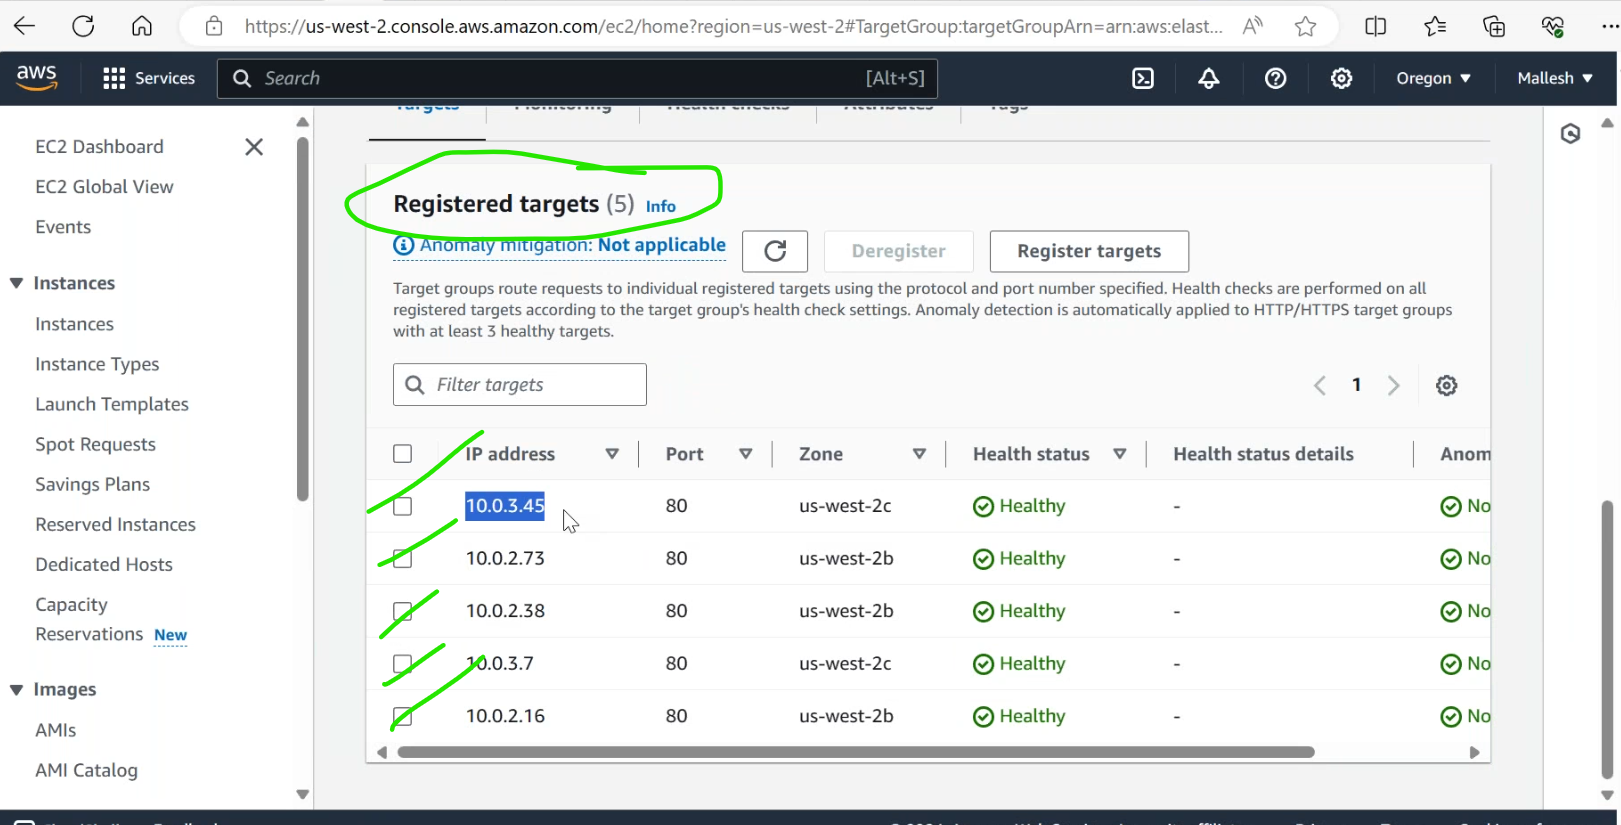 https://us-west-2.console.aws.amazon.com/ec2/home?region=us-west-2#TargetGroup:targetGroupArn=arn:aws:elast...
aws
Services
Search
[Alt+S]
Oregon
Mallesh
Targets
Monitoring
Health checks
Attributes
Tags
EC2 Dashboard
EC2 Global View
Events
Instances
Instances
Instance Types
Launch Templates
Spot Requests
Savings Plans
Reserved Instances
Dedicated Hosts
Capacity
Reservations New
Images
AMIs
AMI Catalog
Registered targets (5) Info
Anomaly mitigation: Not applicable
Deregister
Register targets
Target groups route requests to individual registered targets using the protocol and port number specified. Health checks are performed on all
registered targets according to the target group's health check settings. Anomaly detection is automatically applied to HTTP/HTTPS target groups
with at least 3 healthy targets.
Filter targets
1
IP address Port Zone Health status Health status details Anom
10.0.3.45 80 us-west-2c Healthy - No
10.0.2.73 80 us-west-2b Healthy - No
10.0.2.38 80 us-west-2b Healthy - No
10.0.3.7 80 us-west-2c Healthy - No
10.0.2.16 80 us-west-2b Healthy - No